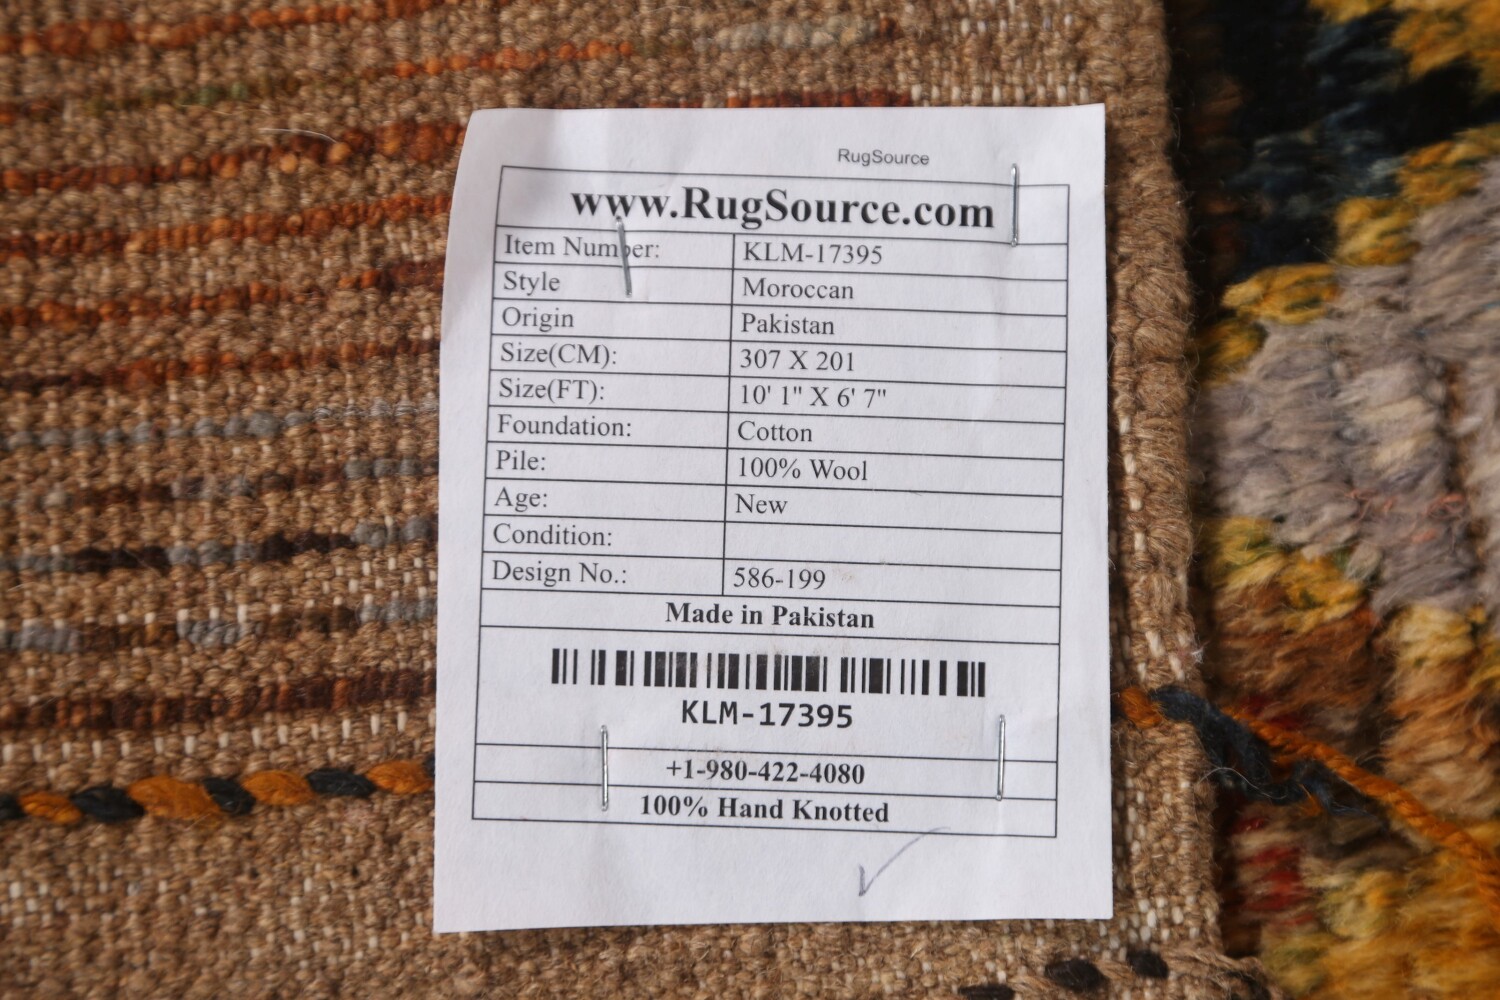 RugSource
www.RugSource.com
Item Number: KLM-17395
Style Moroccan
Origin Pakistan
Size(CM): 307 X 201
Size(FT): 10' 1" X 6' 7"
Foundation: Cotton
Pile: 100% Wool
Age: New
Condition:
Design No.: 586-199
Made in Pakistan
KLM-17395
+1-980-422-4080
100% Hand Knotted